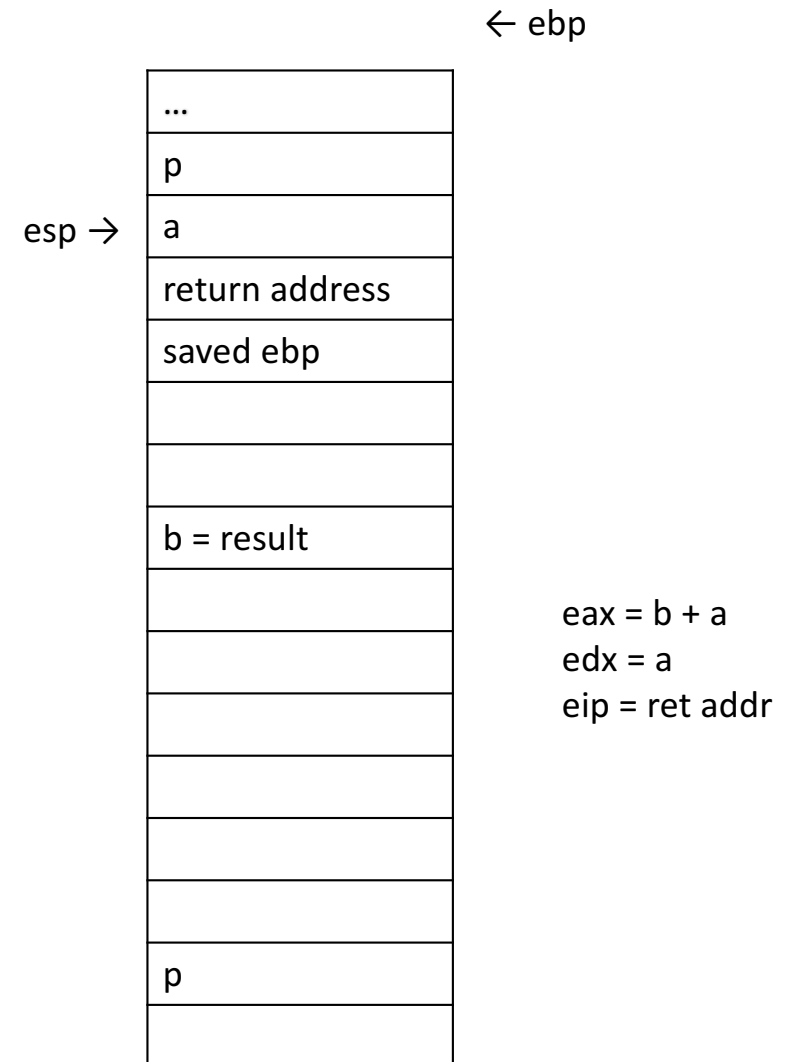 ← ebp
...
p
esp → a
return address
saved ebp
b = result
eax = b + a
edx = a
eip = ret addr
p